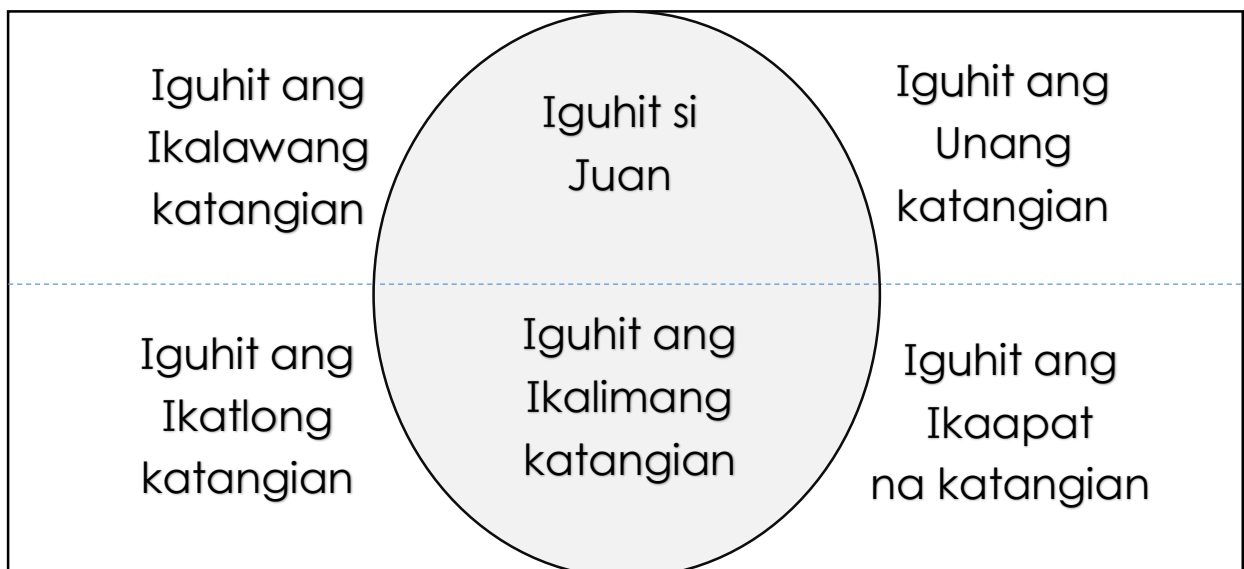 Iguhit ang
Ikalawang
katangian
Iguhit si
Juan
Iguhit ang
Unang
katangian
Iguhit ang
Ikatlong
katangian
Iguhit ang
Ikalimang
katangian
Iguhit ang
Ikaapat
na katangian